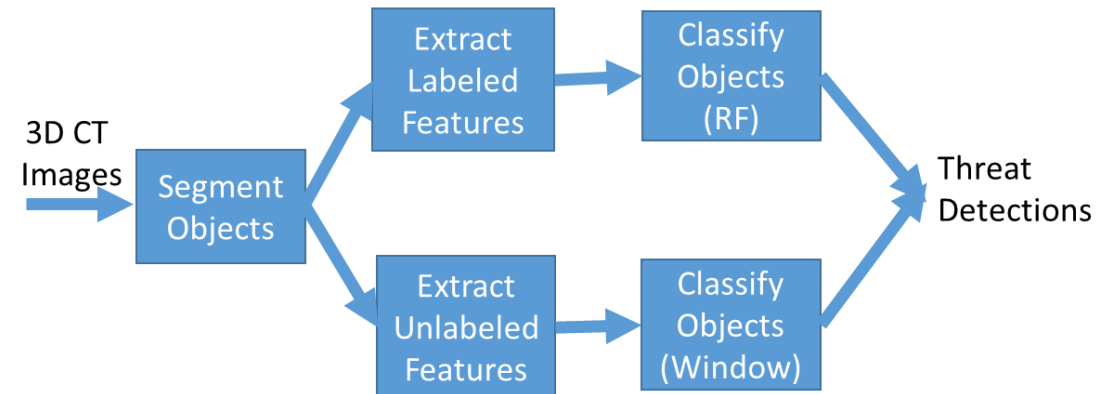 3D CT
Images
Segment
Objects
Extract
Labeled
Features
Classify
Objects
(RF)
Extract
Unlabeled
Features
Classify
Objects
(Window)
Threat
Detections